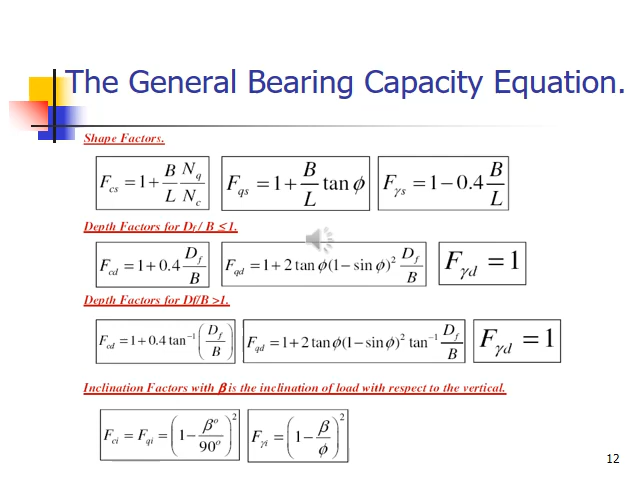 The General Bearing Capacity Equation.
Shape Factors.
F_cs = 1 + (B/L)(N_q/N_c)    F_qs = 1 + (B/L) tan ϕ    F_γs = 1 − 0.4 (B/L)
Depth Factors for Df / B ≤ 1.
F_cd = 1 + 0.4 (D_f/B)    F_qd = 1 + 2 tan ϕ(1 − sin ϕ)² (D_f/B)    F_γd = 1
Depth Factors for Df/B >1.
F_cd = 1 + 0.4 tan⁻¹ (D_f/B)    F_qd = 1 + 2 tan ϕ(1 − sin ϕ)² tan⁻¹ (D_f/B)    F_γd = 1
Inclination Factors with β is the inclination of load with respect to the vertical.
F_ci = F_qi = (1 − β°/90°)²    F_γi = (1 − β/ϕ)²
12